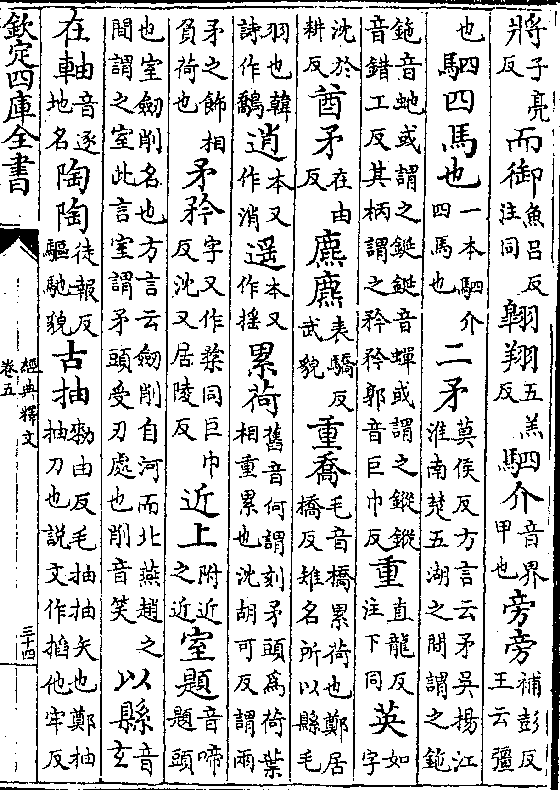 將子亮反而御魚呂反注同翱翔五羔反駟介音界甲也旁旁補彭反王云彊
也駟四馬也一本駟介四馬也二矛莫侯反方言云矛吳揚江淮南楚五湖之間謂之鉇
鉇音虵或謂之鋋鋋音蟬或謂之鏦鏦音錯工反其柄謂之矜矜郭音巨巾反重直龍反注下同英如字
沈於耕反酋矛在由反麃麃表驕反武貌重喬毛音橋累荷也鄭居橋反雉名所以縣毛
羽也韓詩作鷮逍本又作消遥本又作揺累荷舊音何謂刻矛頭爲荷葉相重累也沈胡可反謂兩
矛之飾相負荷也矛矜字又作同巨巾反沈又居陵反近上附近之近室題音啼題頭
也室劒削名也方言云劒削自河而北燕趙之間謂之室此言室謂矛頭受刃處也削音笑以縣音玄
在軸音逐地名陶陶徒報反驅馳貌古抽勑由反毛抽抽矢也鄭抽抽刀也說文作搯他牢反
欽定四庫全書
經典釋文
卷五
三十四